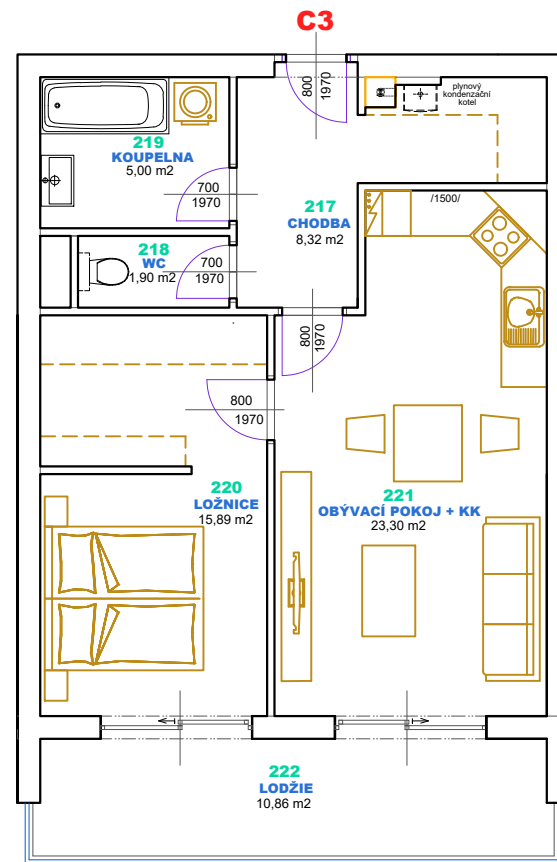 C3
800
1970
plynový
kondenzační
kotel
219
KOUPELNA
5,00 m2
700
1970
217
CHODBA
8,32 m2
/1500/
218
WC
1,90 m2
700
1970
800
1970
800
1970
220
LOŽNICE
15,89 m2
221
OBÝVACÍ POKOJ + KK
23,30 m2
222
LODŽIE
10,86 m2